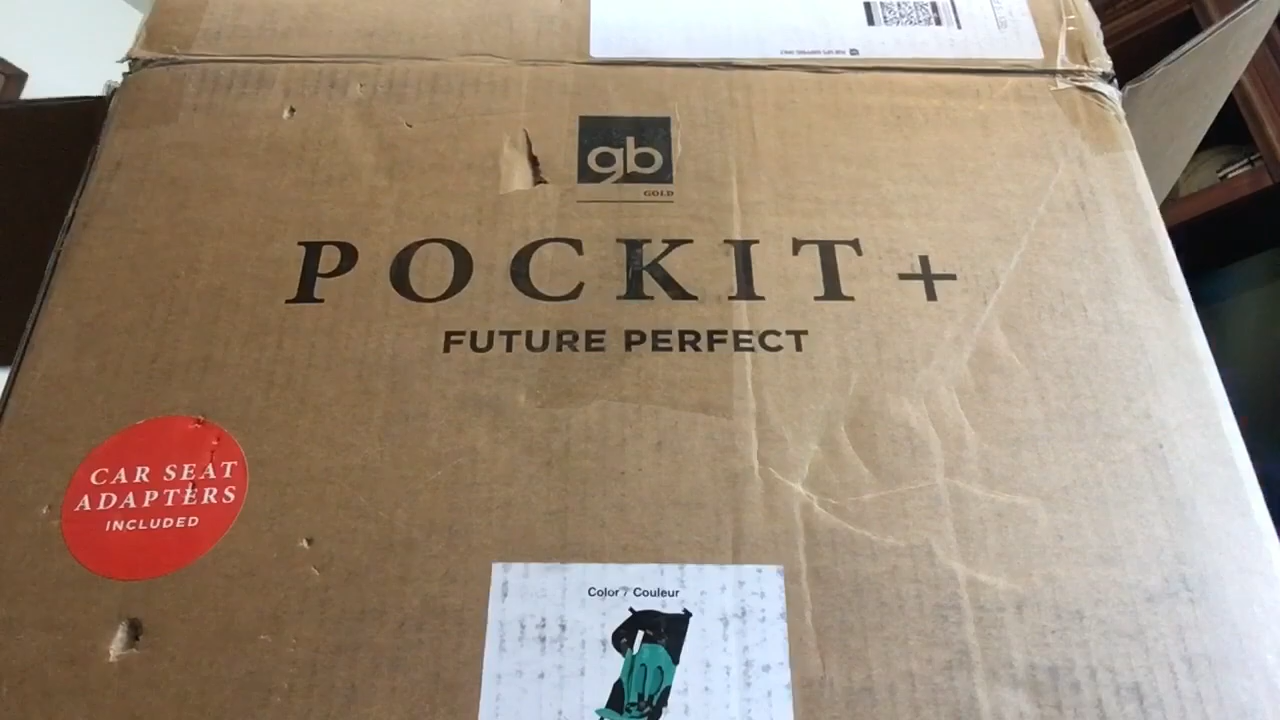 gb
GOLD
POCKIT+
FUTURE PERFECT
CAR SEAT
ADAPTERS
INCLUDED
Color / Couleur